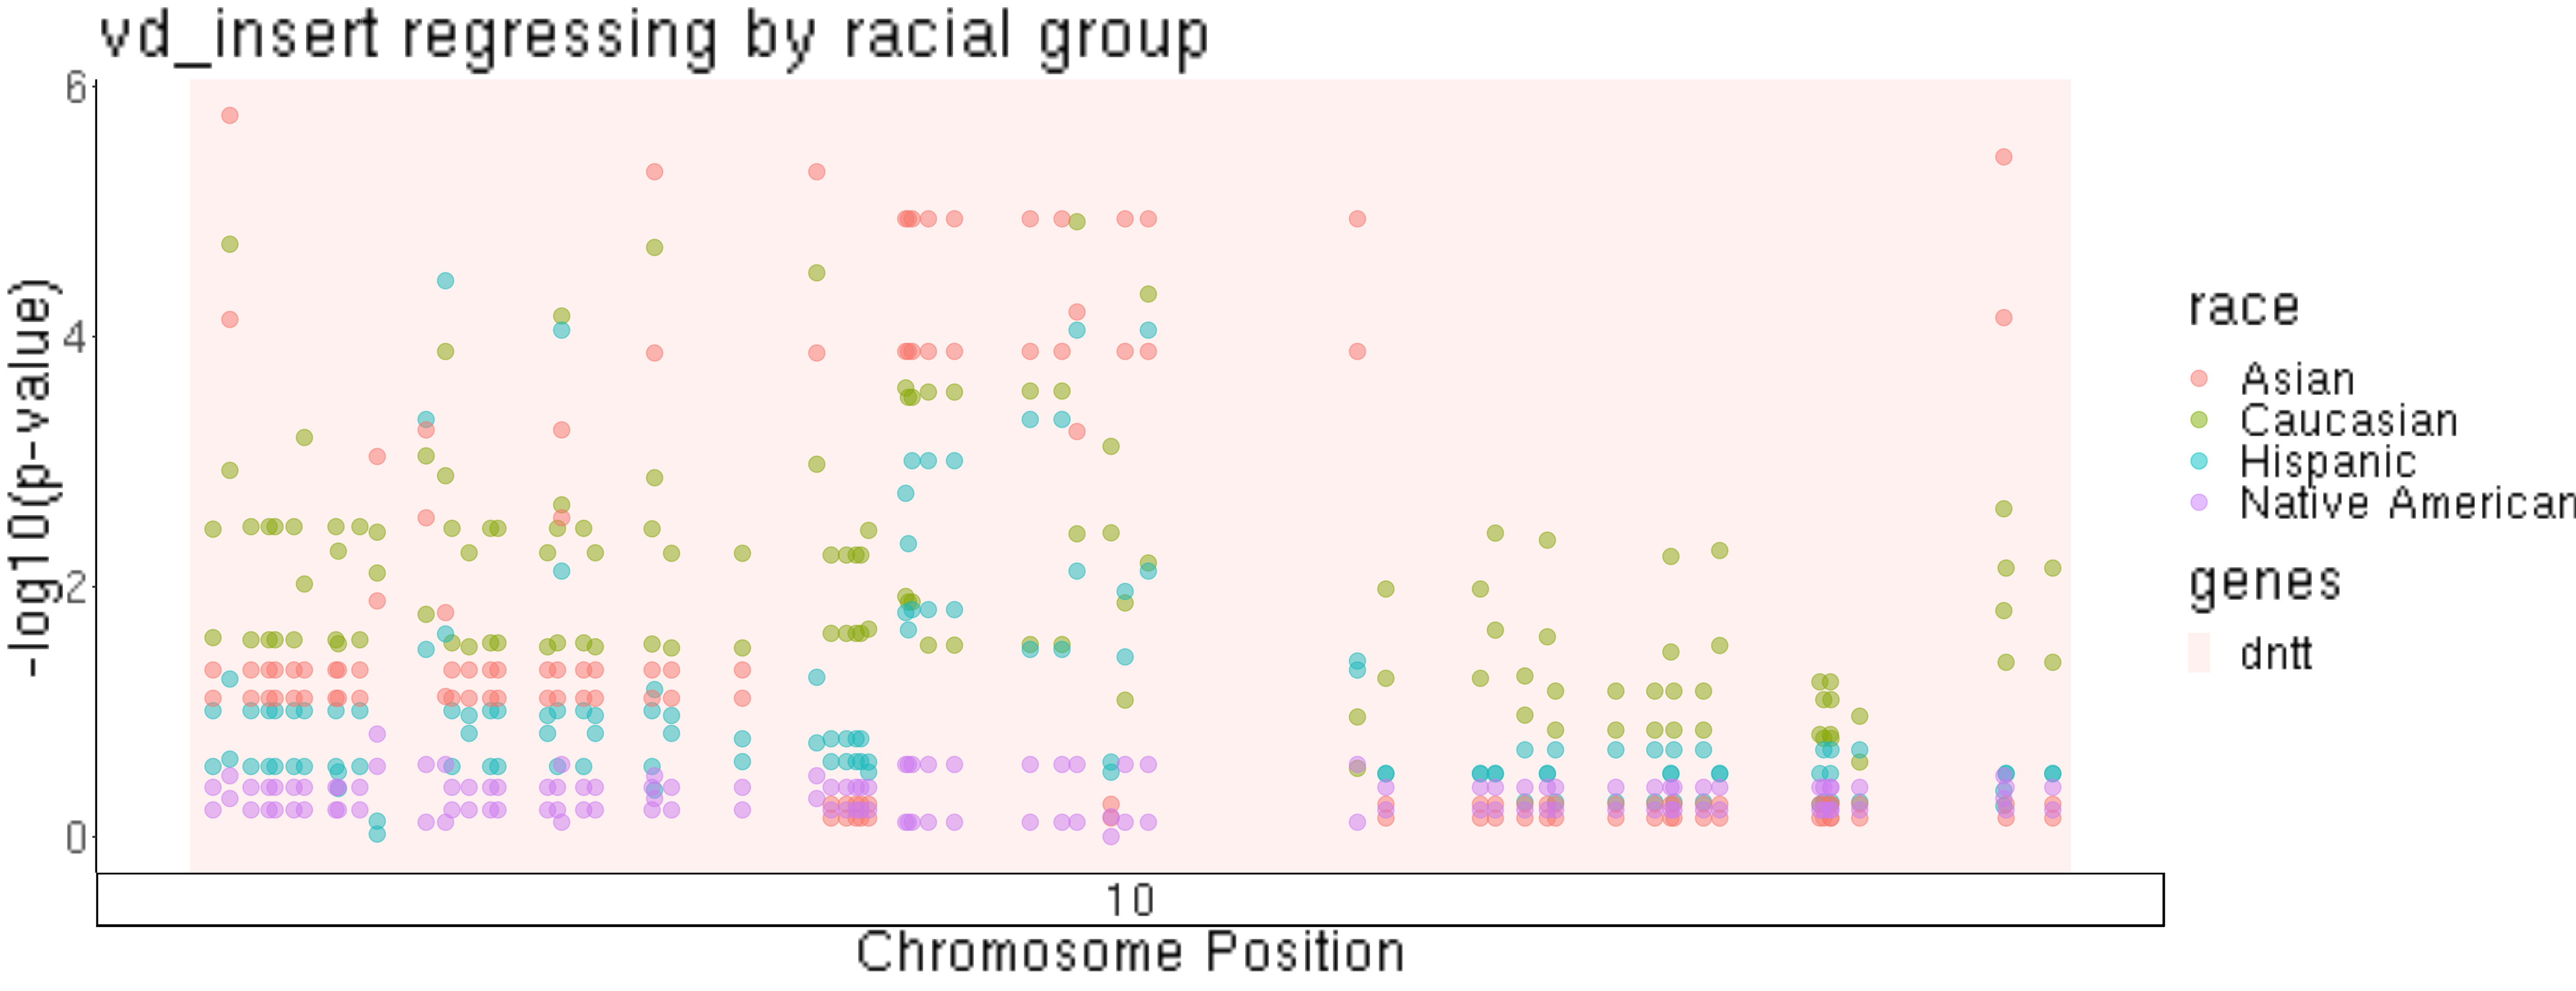 vd_insert regressing by racial group
-log10(p-value)
6
4
2
0
10
Chromosome Position
race
Asian
Caucasian
Hispanic
Native American
genes
dntt